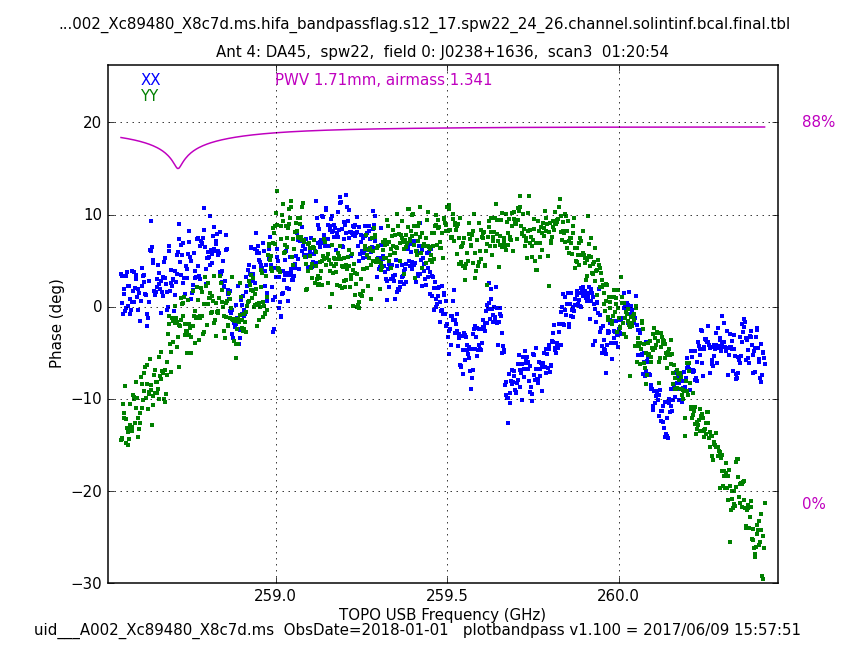 ...002_Xc89480_X8c7d.ms.hifa_bandpassflag.s12_17.spw22_24_26.channel.solintinf.bcal.final.tbl
Ant 4: DA45,  spw22,  field 0: J0238+1636,  scan3  01:20:54
XX
PWV 1.71mm, airmass 1.341
YY
88%
20
10
0
−10
−20
−30
0%
Phase (deg)
259.0
259.5
260.0
TOPO USB Frequency (GHz)
uid___A002_Xc89480_X8c7d.ms  ObsDate=2018-01-01   plotbandpass v1.100 = 2017/06/09 15:57:51